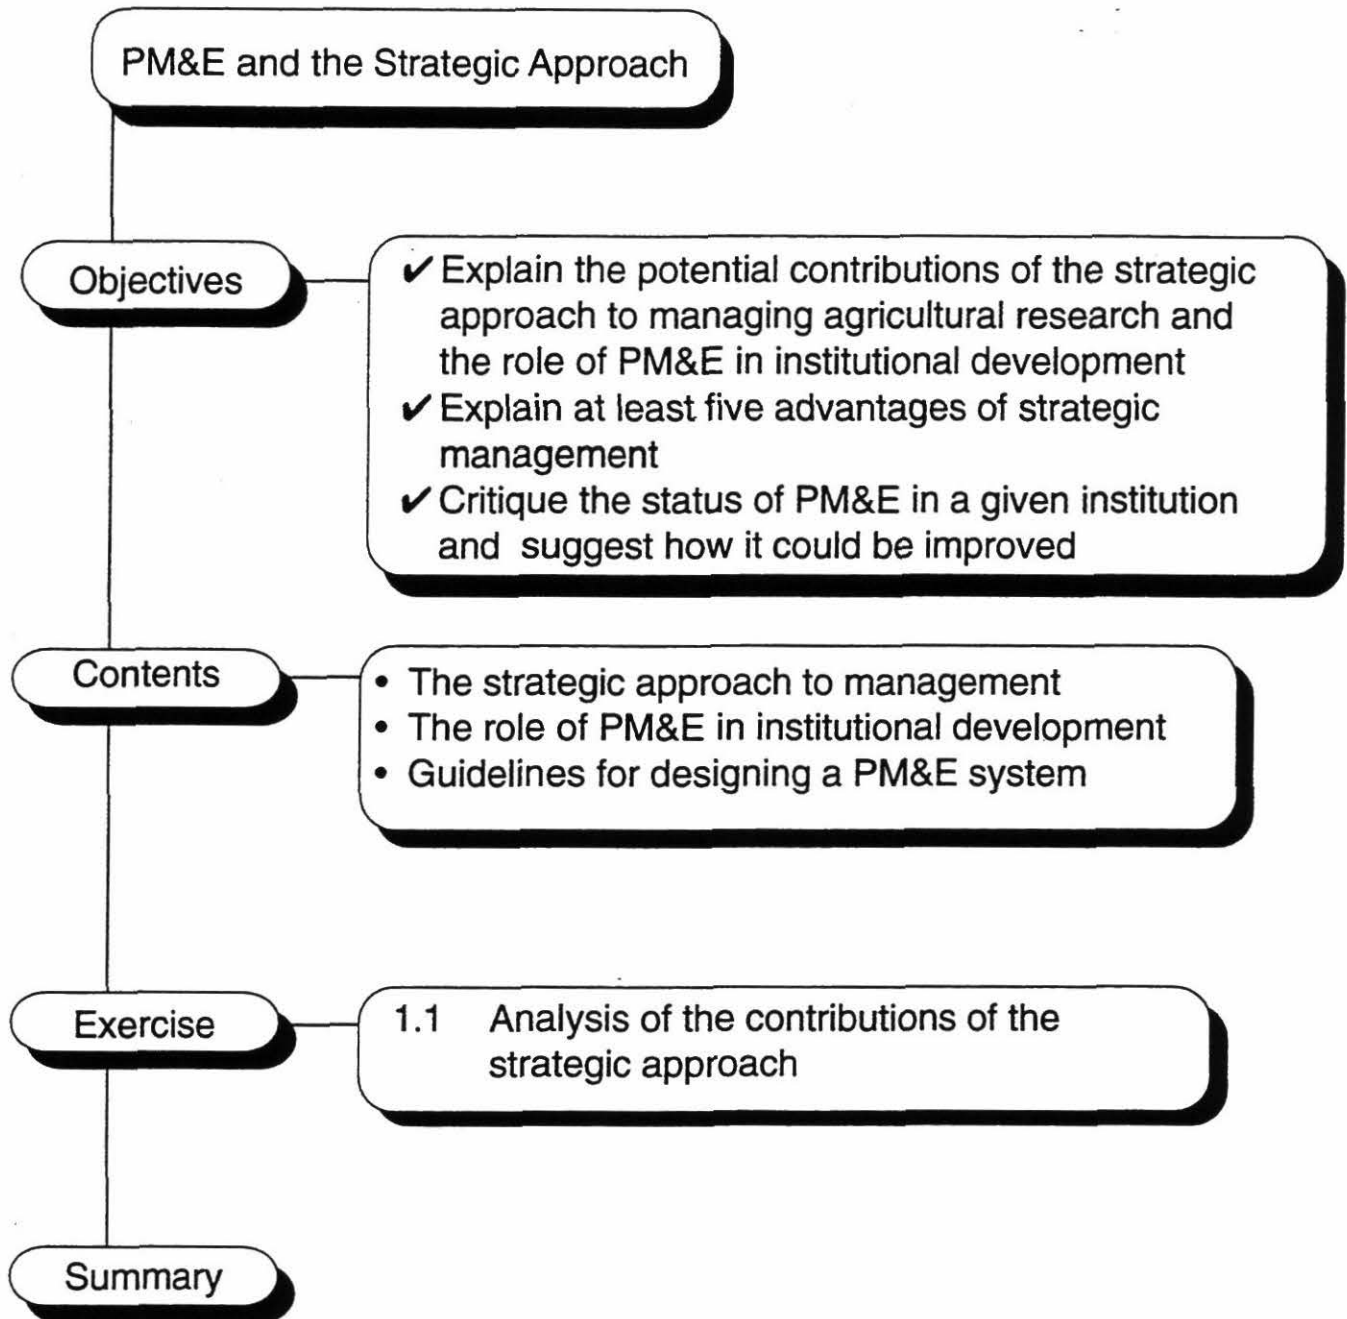 PM&E and the Strategic Approach
Objectives
✔ Explain the potential contributions of the strategic
approach to managing agricultural research and
the role of PM&E in institutional development
✔ Explain at least five advantages of strategic
management
✔ Critique the status of PM&E in a given institution
and suggest how it could be improved
Contents
• The strategic approach to management
• The role of PM&E in institutional development
• Guidelines for designing a PM&E system
Exercise
1.1 Analysis of the contributions of the
strategic approach
Summary